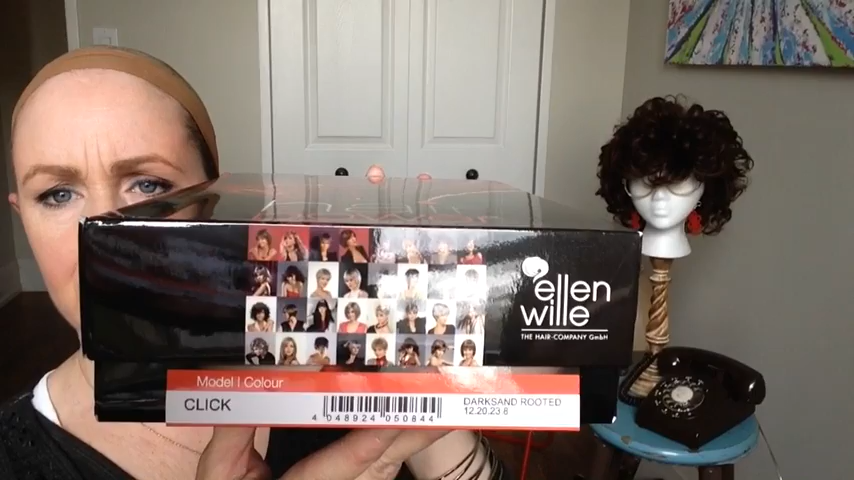 ellen
wille
THE HAIR-COMPANY GmbH
Model | Colour
CLICK
4 048924 050844
DARKSAND ROOTED
12.20.23.8